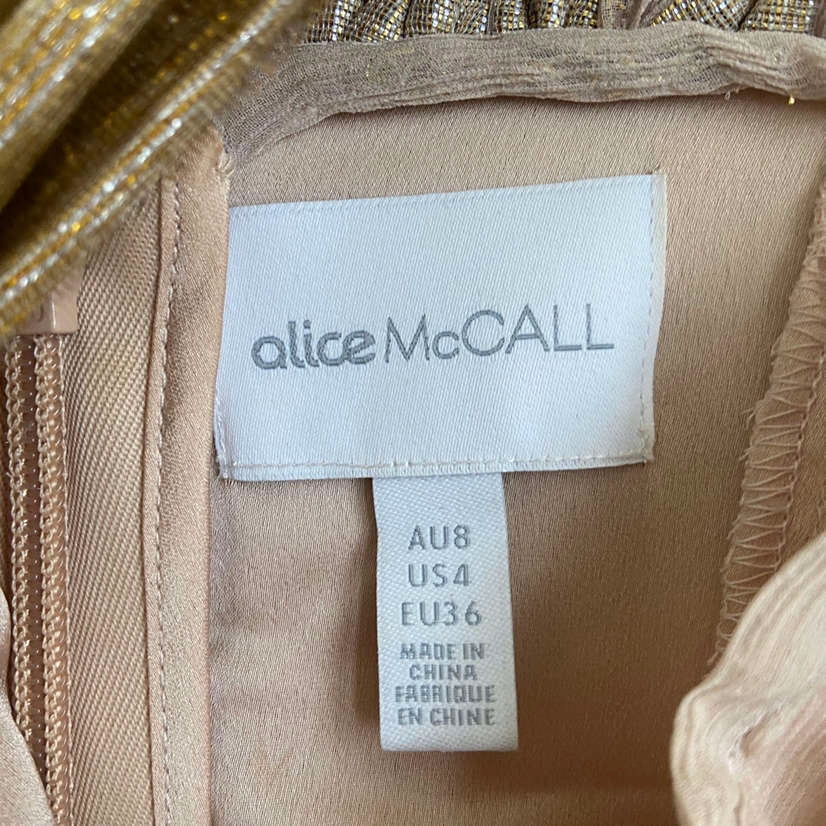 alice McCALL
AU8
US4
EU36
MADE IN
CHINA
FABRIQUE
EN CHINE